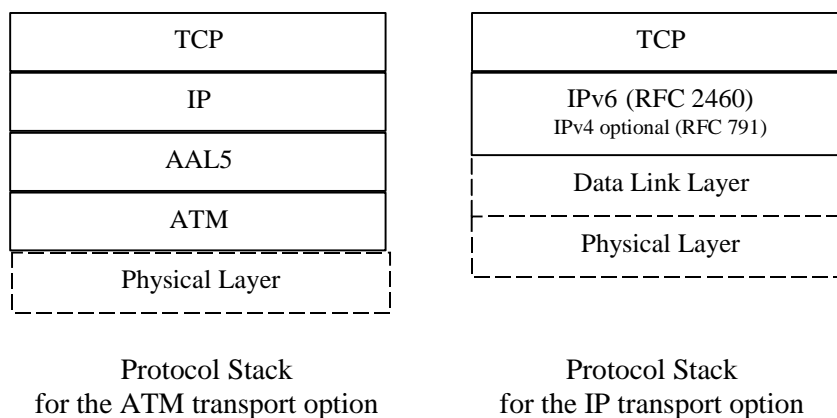 TCP
IP
AAL5
ATM
Physical Layer
Protocol Stack
for the ATM transport option
TCP
IPv6 (RFC 2460)
IPv4 optional (RFC 791)
Data Link Layer
Physical Layer
Protocol Stack
for the IP transport option